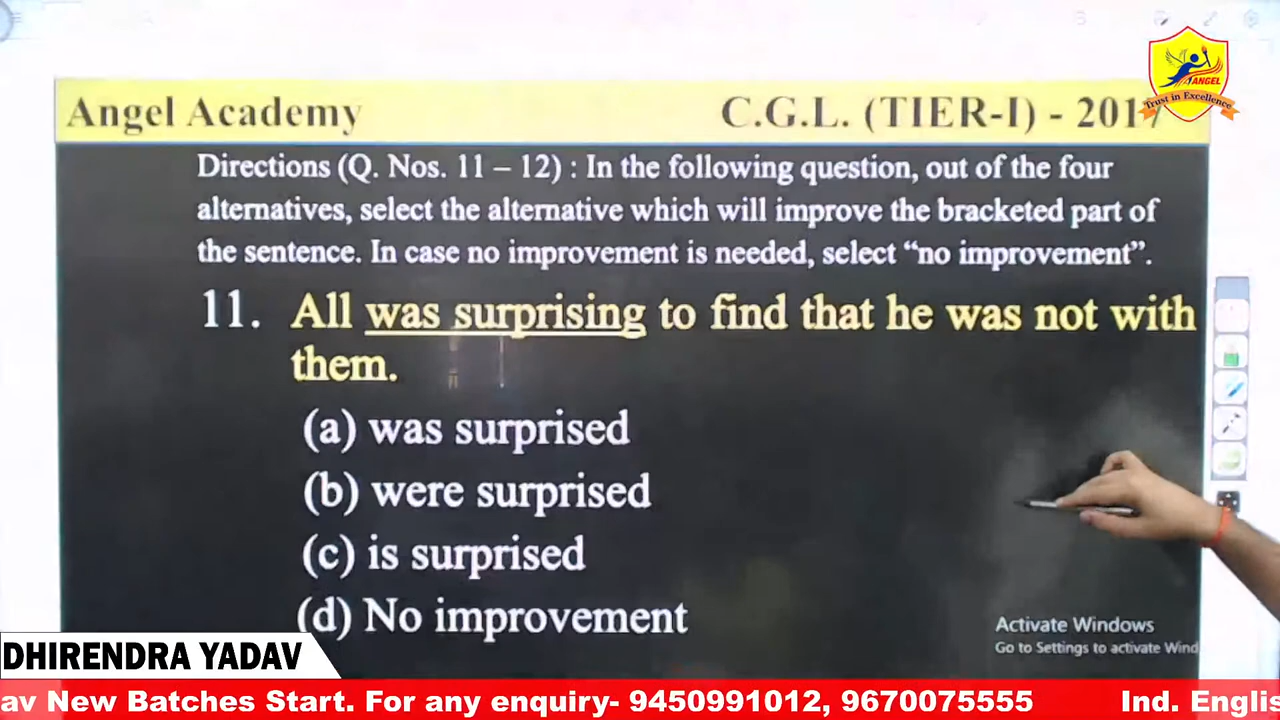 ANGEL
Trust in Excellence
Angel Academy
C.G.L. (TIER-I) - 2017
Directions (Q. Nos. 11 – 12) : In the following question, out of the four
alternatives, select the alternative which will improve the bracketed part of
the sentence. In case no improvement is needed, select “no improvement”.
11. All was surprising to find that he was not with
them.
(a) was surprised
(b) were surprised
(c) is surprised
(d) No improvement
Activate Windows
Go to Settings to activate Wind
DHIRENDRA YADAV
av New Batches Start. For any enquiry- 9450991012, 9670075555 Ind. Englis